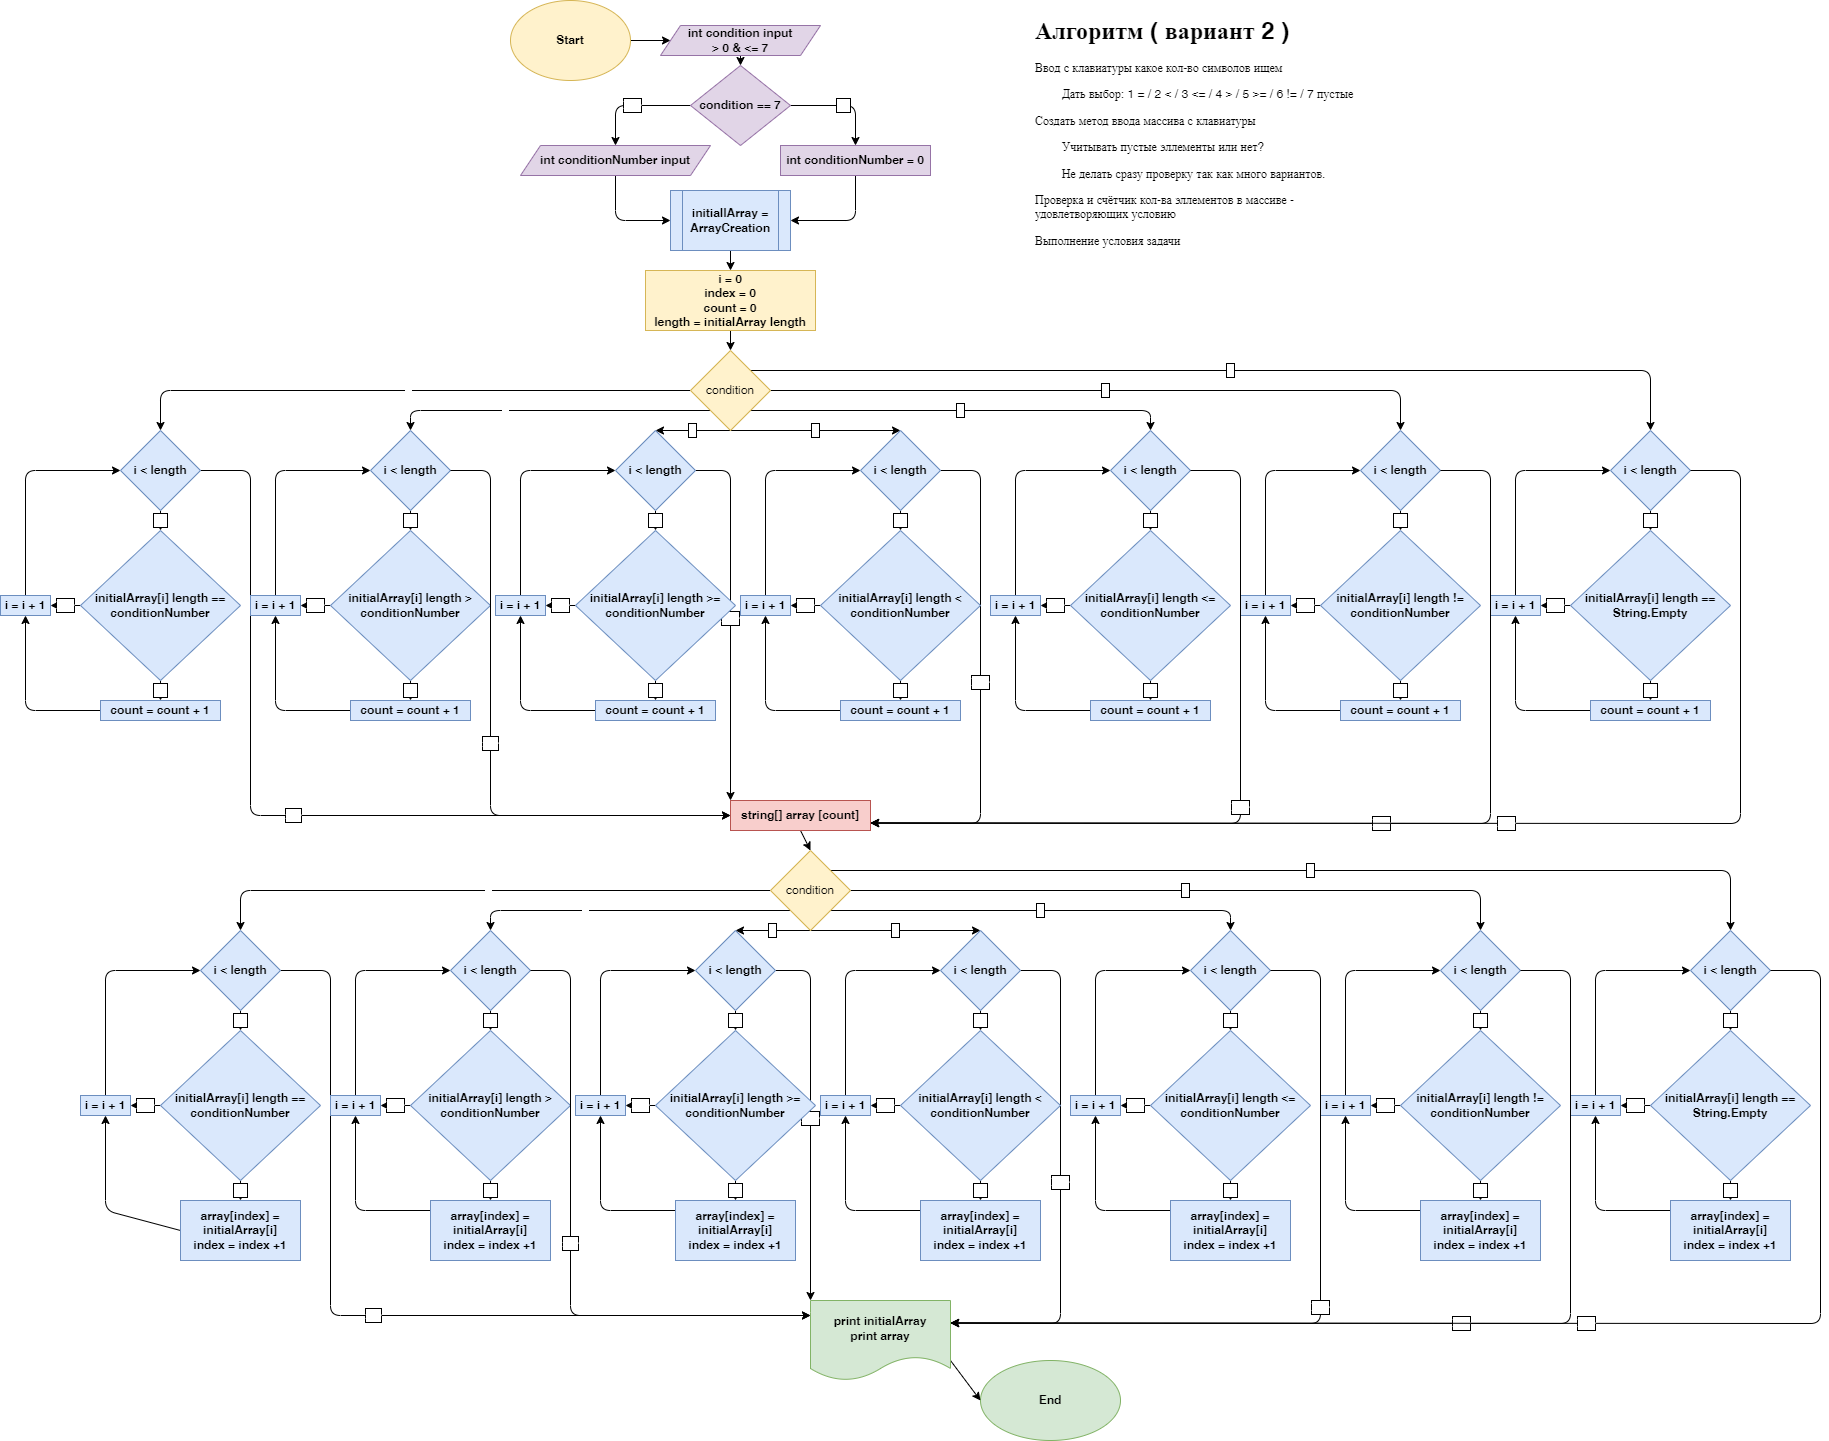 Start
int condition input
> 0 & <= 7
condition == 7
int conditionNumber input
int conditionNumber = 0
initiallArray =
ArrayCreation
i = 0
index = 0
count = 0
length = initialArray length
Алгоритм ( вариант 2 )
Ввод с клавиатуры какое кол-во символов ищем
Дать выбор: 1 = / 2 < / 3 <= / 4 > / 5 >= / 6 != / 7 пустые
Создать метод ввода массива с клавиатуры
Учитывать пустые эллементы или нет?
Не делать сразу проверку так как много вариантов.
Проверка и счётчик кол-ва эллементов в массиве -
удовлетворяющих условию
Выполнение условия задачи
condition
i < length
i < length
i < length
i < length
i < length
i < length
i < length
i = i + 1
initialArray[i] length ==
conditionNumber
i = i + 1
initialArray[i] length >
conditionNumber
i = i + 1
initialArray[i] length >=
conditionNumber
i = i + 1
initialArray[i] length <
conditionNumber
i = i + 1
initialArray[i] length <=
conditionNumber
i = i + 1
initialArray[i] length !=
conditionNumber
i = i + 1
initialArray[i] length ==
String.Empty
count = count + 1
count = count + 1
count = count + 1
count = count + 1
count = count + 1
count = count + 1
count = count + 1
string[] array [count]
condition
i < length
i < length
i < length
i < length
i < length
i < length
i < length
i = i + 1
initialArray[i] length ==
conditionNumber
i = i + 1
initialArray[i] length >
conditionNumber
i = i + 1
initialArray[i] length >=
conditionNumber
i = i + 1
initialArray[i] length <
conditionNumber
i = i + 1
initialArray[i] length <=
conditionNumber
i = i + 1
initialArray[i] length !=
conditionNumber
i = i + 1
initialArray[i] length ==
String.Empty
array[index] =
initialArray[i]
index = index +1
array[index] =
initialArray[i]
index = index +1
array[index] =
initialArray[i]
index = index +1
array[index] =
initialArray[i]
index = index +1
array[index] =
initialArray[i]
index = index +1
array[index] =
initialArray[i]
index = index +1
array[index] =
initialArray[i]
index = index +1
print initialArray
print array
End